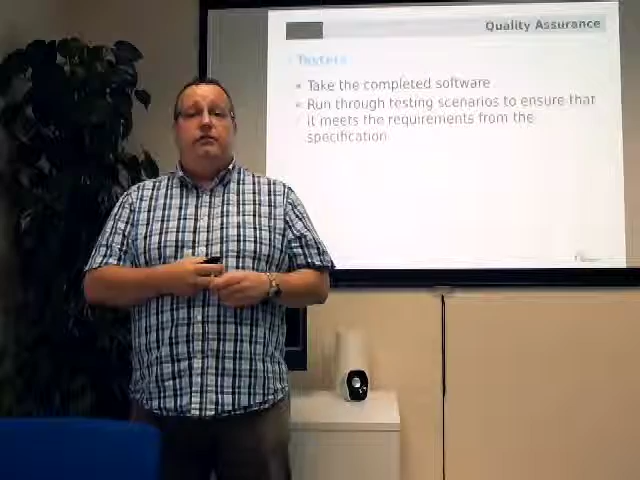 Quality Assurance
Testers
Take the completed software
Run through testing scenarios to ensure that
it meets the requirements from the
specification